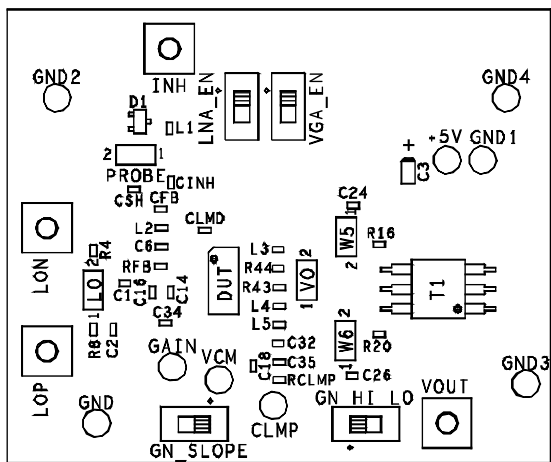 GND2
INH
LNA_EN
VGA_EN
GND4
D1
L1
+5V
GND1
+
C3
2 1
PROBE
CSH
CINH
CFB
C24
CLMD
L2
C6
RFB
LON
R4
2
LO
C1
C16
C14
C34
DUT
L3
R44
R43
L4
L5
2
VO
1
1
W5
2
R16
T1
W6
1
R20
LOP
R8
C2
GAIN
VCM
C18
C32
C35
RCLMP
C26
GND3
GND
GN_SLOPE
CLMP
GN HI LO
VOUT